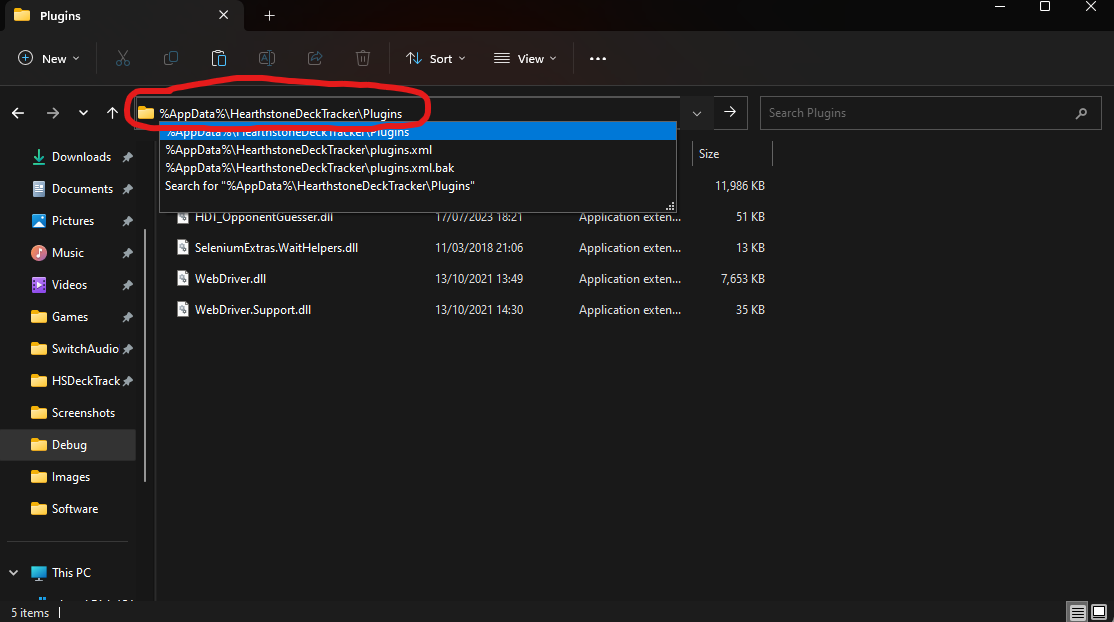 Plugins
New
Sort
View
%AppData%\HearthstoneDeckTracker\Plugins
Search Plugins
%AppData%\HearthstoneDeckTracker\Plugins
%AppData%\HearthstoneDeckTracker\plugins.xml
%AppData%\HearthstoneDeckTracker\plugins.xml.bak
Search for "%AppData%\HearthstoneDeckTracker\Plugins"
Size
11,986 KB
HDT_OpponentGuesser.dll 17/07/2023 18:21 Application exten... 51 KB
SeleniumExtras.WaitHelpers.dll 11/03/2018 21:06 Application exten... 13 KB
WebDriver.dll 13/10/2021 13:49 Application exten... 7,653 KB
WebDriver.Support.dll 13/10/2021 14:30 Application exten... 35 KB
Downloads
Documents
Pictures
Music
Videos
Games
SwitchAudio
HSDeckTrack
Screenshots
Debug
Images
Software
This PC
5 items